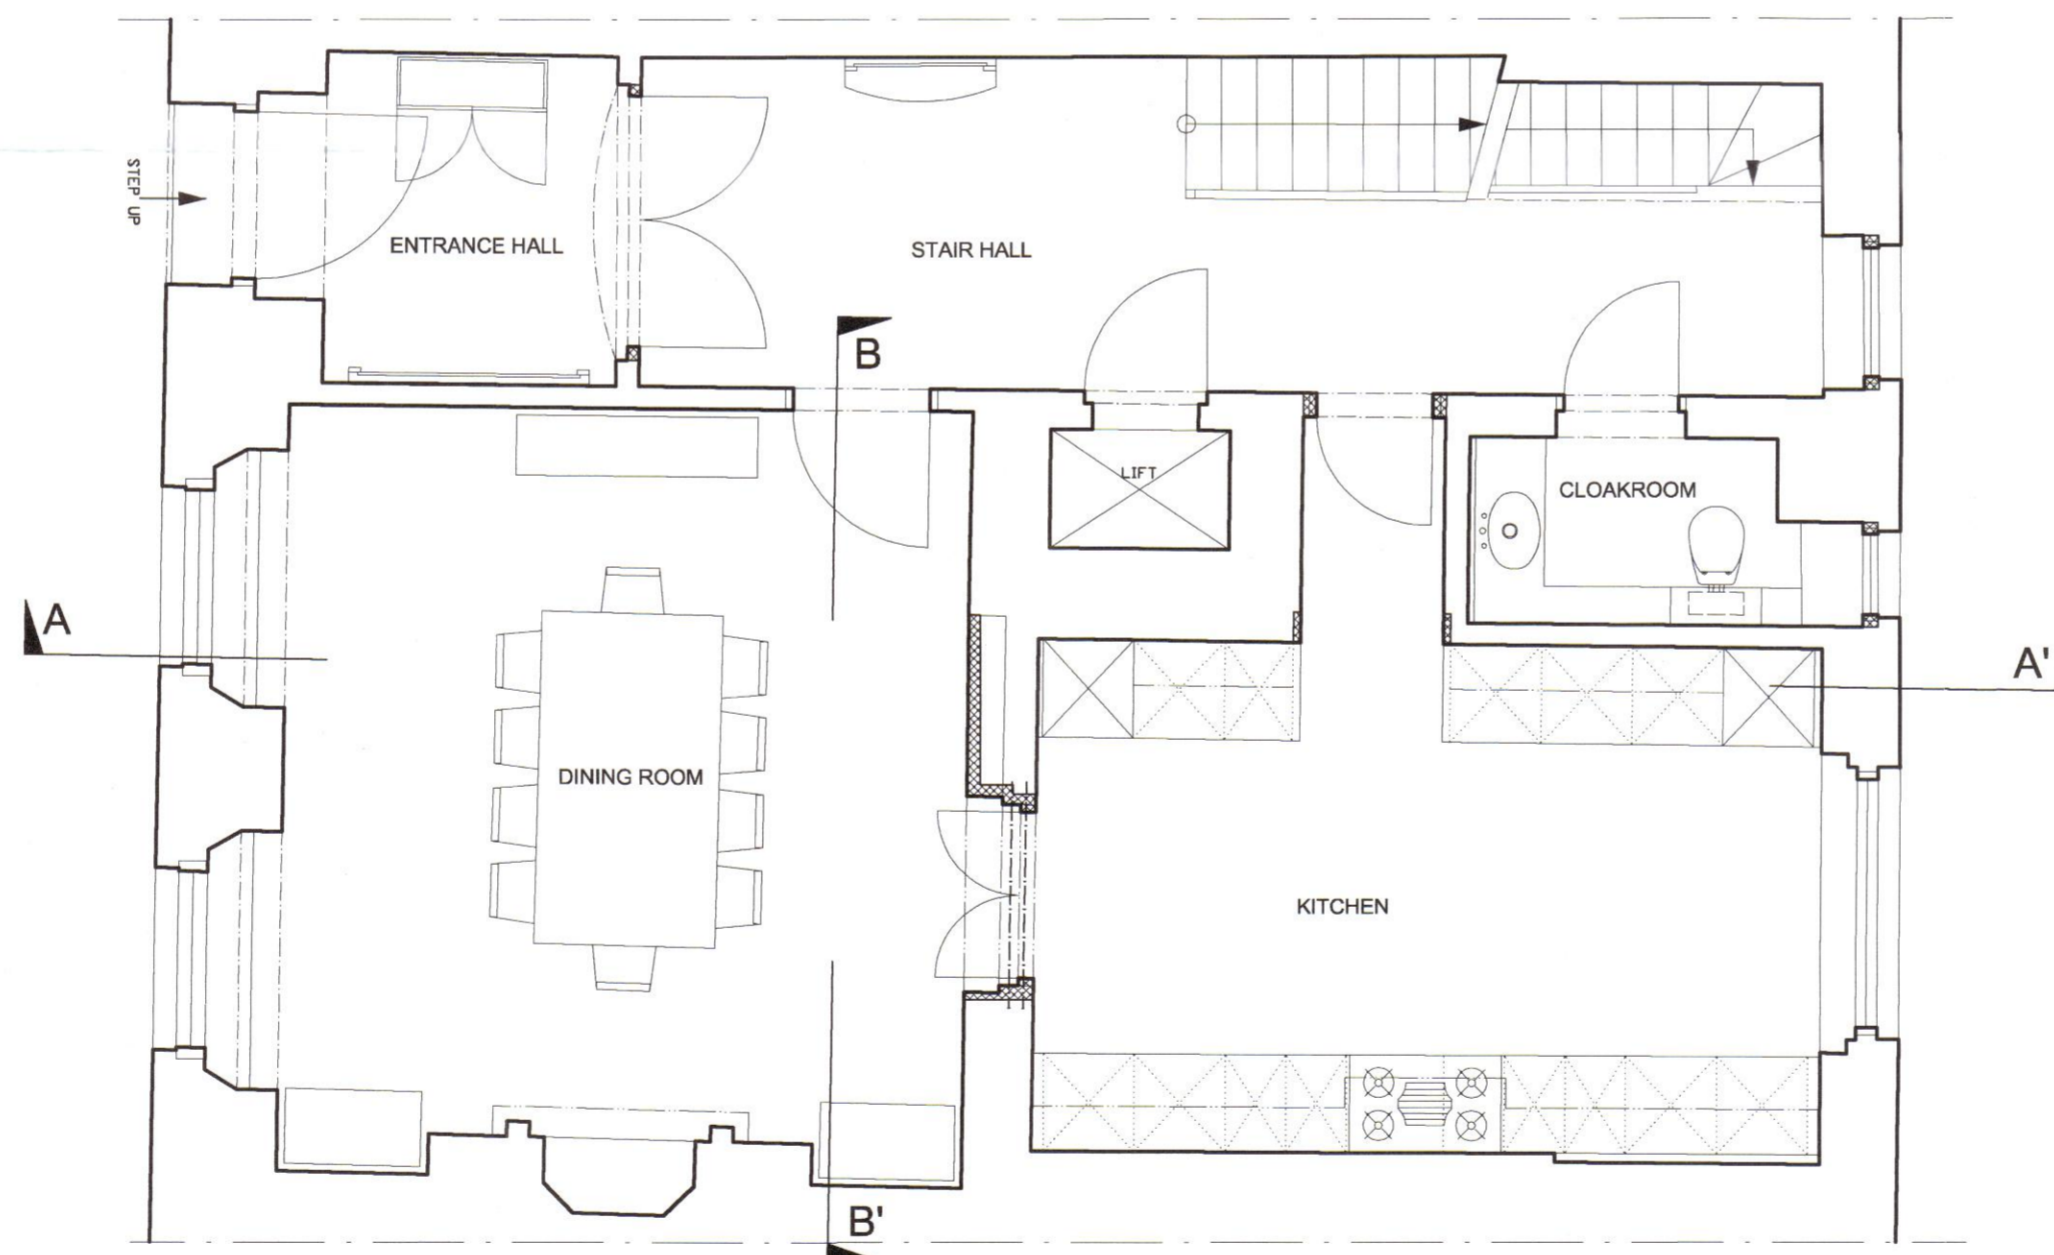 STEP UP
ENTRANCE HALL
STAIR HALL
B
LIFT
CLOAKROOM
A
A'
DINING ROOM
KITCHEN
B'